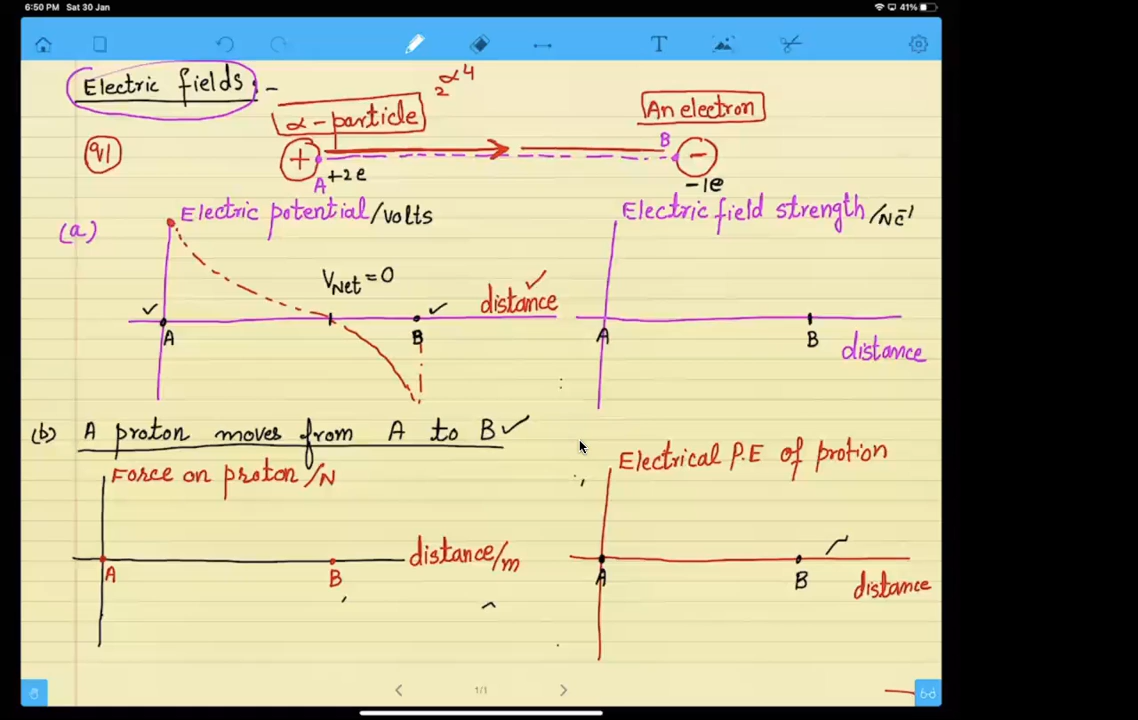 6:50 PM Sat 30 Jan
41%
T
Electric fields :-
₂α⁴
α-particle
An electron
q1
+
A
+2e
B
−
−1e
(a)
Electric potential/volts
Electric field strength/NC⁻¹
V_Net = 0
distance
A
B
A
B
distance
(b) A proton moves from A to B
Force on proton/N
Electrical P.E of protion
distance/m
A
B
A
B
distance
1/1